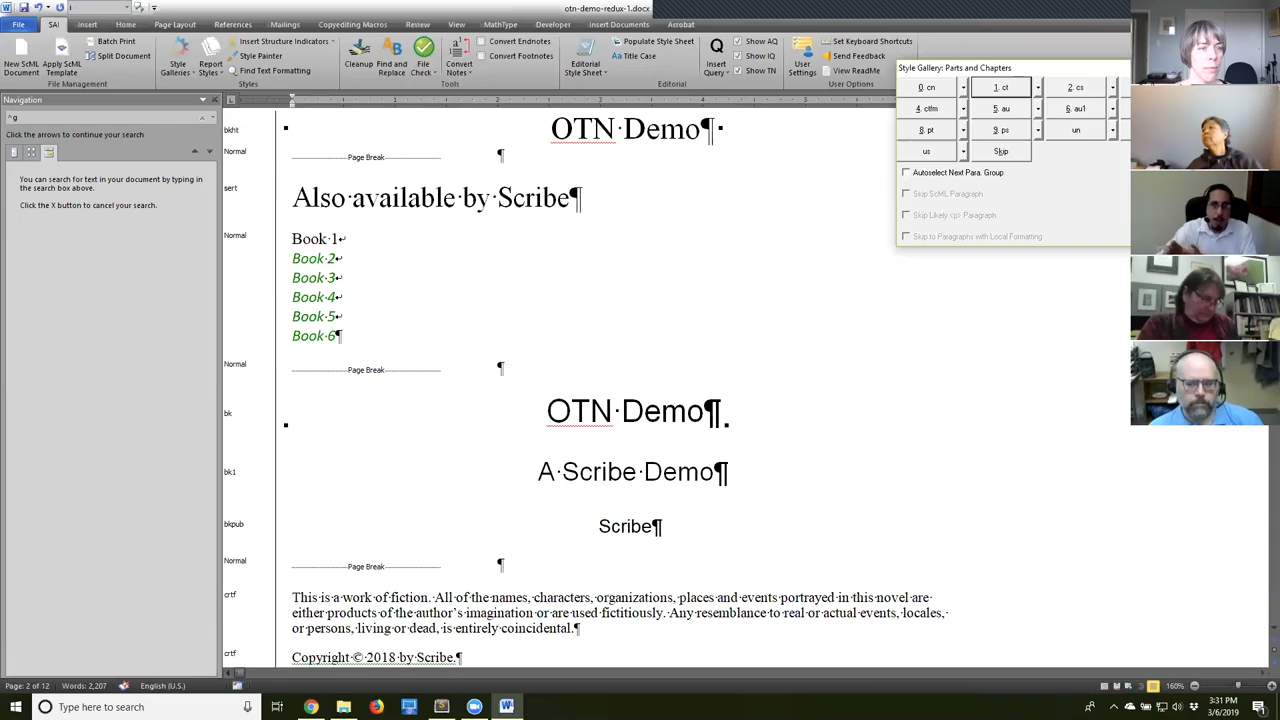 otn-demo-redux-1.docx
File SAI Insert Home Page Layout References Mailings Copyediting Macros Review View MathType Developer Insert Documents Acrobat
New ScML Document
Apply ScML Template
Batch Print
Split Document
File Management
Style Galleries
Report Styles
Insert Structure Indicators
Style Painter
Find Text Formatting
Styles
Cleanup
Find and Replace
File Check
Convert Notes
Convert Endnotes
Convert Footnotes
Tools
Editorial Style Sheet
Populate Style Sheet
Title Case
Editorial
Insert Query
Show AQ
Show IQ
Show TN
Queries
User Settings
Set Keyboard Shortcuts
Send Feedback
View ReadMe
User Options
Style Gallery: Parts and Chapters
0. cn 1. ct 2. cs
4. ctfm 5. au 6. au1
8. pt 9. ps un
us Skip
Autoselect Next Para. Group
Skip ScML Paragraph
Skip Likely <p> Paragraph
Skip to Paragraphs with Local Formatting
Navigation
^g
Click the arrows to continue your search
You can search for text in your document by typing in the search box above.
Click the X button to cancel your search.
bkht OTN·Demo¶
Normal Page Break ¶
sert Also·available·by·Scribe¶
Normal Book·1↵
Book·2↵
Book·3↵
Book·4↵
Book·5↵
Book·6¶
Normal Page Break ¶
bk OTN·Demo¶
bk1 A·Scribe·Demo¶
bkpub Scribe¶
Normal Page Break ¶
crtf This·is·a·work·of·fiction.·All·of·the·names,·characters,·organizations,·places·and·events·portrayed·in·this·novel·are·
either·products·of·the·author's·imagination·or·are·used·fictitiously.·Any·resemblance·to·real·or·actual·events,·locales,·
or·persons,·living·or·dead,·is·entirely·coincidental.¶
crtf Copyright·©·2018·by·Scribe.¶
Page: 2 of 12 Words: 2,207 English (U.S.) 160%
Type here to search
3:31 PM
3/6/2019